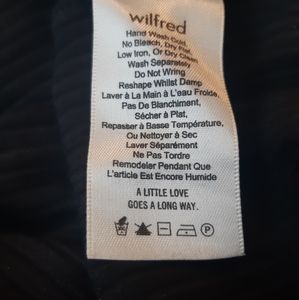 wilfred
Hand Wash Cold,
No Bleach, Dry Flat,
Low Iron, Or Dry Clean
Wash Separately
Do Not Wring
Reshape Whilst Damp
Laver à La Main à L'eau Froide,
Pas De Blanchiment,
Sécher à Plat,
Repasser à Basse Température,
Ou Nettoyer à Sec
Laver Séparément
Ne Pas Tordre
Remodeler Pendant Que
L'article Est Encore Humide
A LITTLE LOVE
GOES A LONG WAY.
P